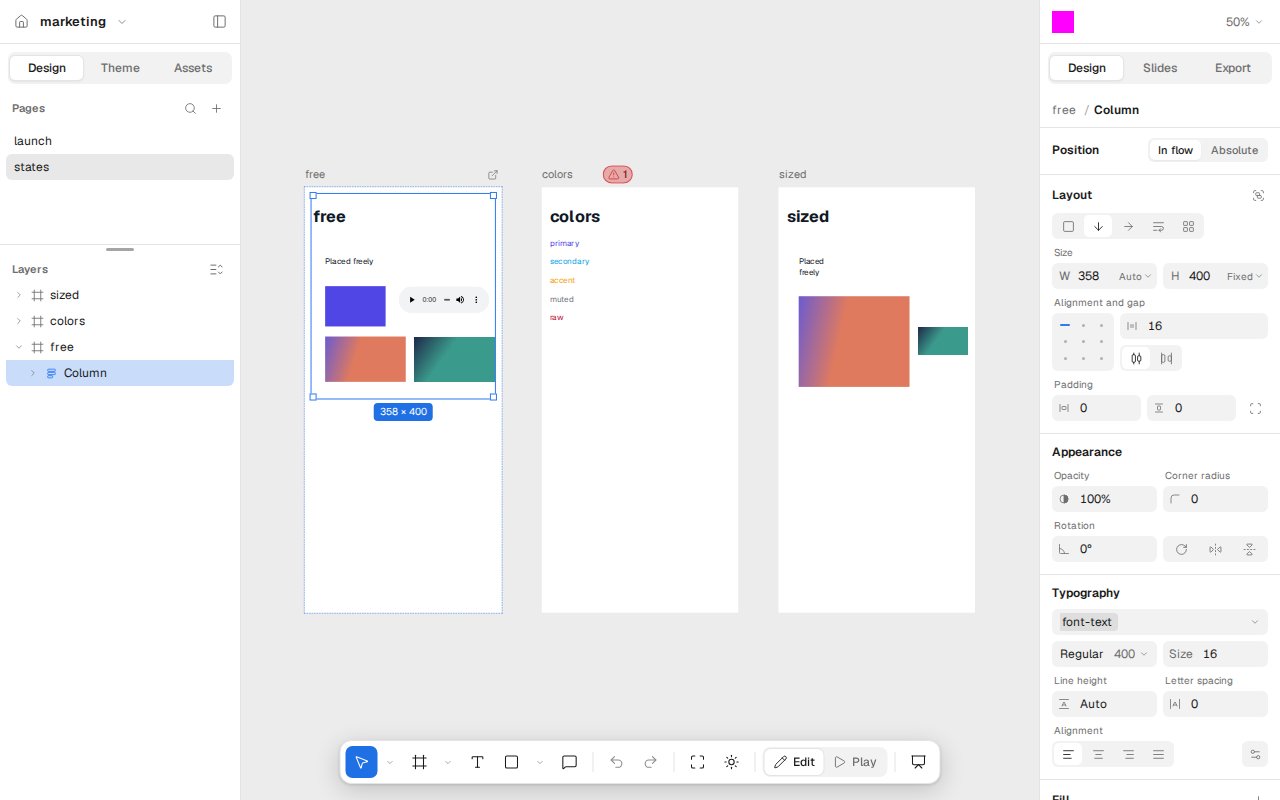 marketing
50%
Design
Theme
Assets
Design
Slides
Export
Pages
free / Column
launch
states
Position
In flow
Absolute
free
colors
1
sized
Layout
free
Placed freely
0:00
358 × 400
colors
primary
secondary
accent
muted
raw
sized
Placed
freely
Size
W 358 Auto
H 400 Fixed
Layers
sized
colors
free
Column
Alignment and gap
16
Padding
0
0
Appearance
Opacity
Corner radius
100%
0
Rotation
0°
Typography
font-text
Regular 400
Size 16
Line height
Letter spacing
Auto
0
Alignment
Edit
Play
Fill